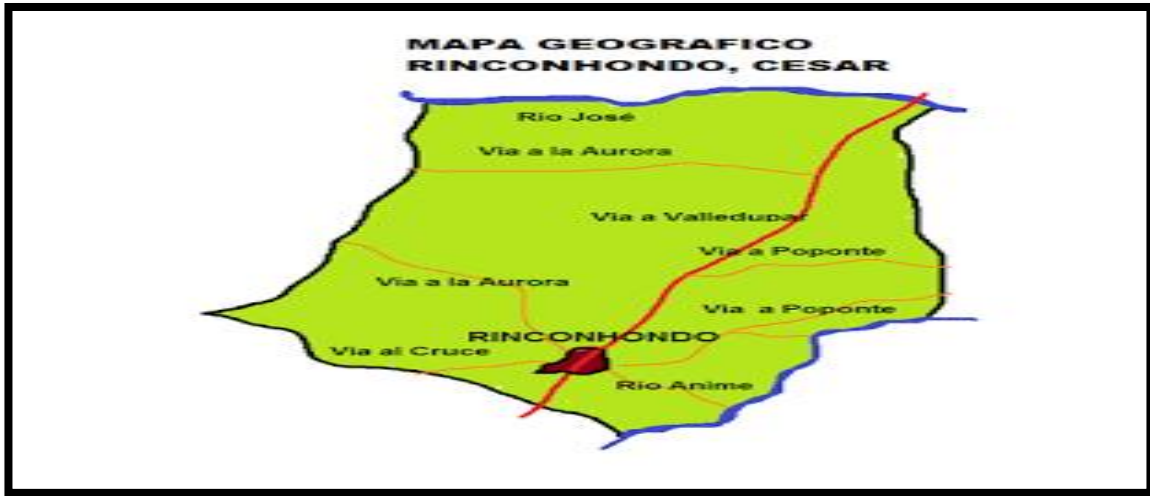 MAPA GEOGRAFICO
RINCONHONDO, CESAR
Rio José
Via a la Aurora
Via a Valledupar
Via a Poponte
Via a la Aurora
Via a Poponte
RINCONHONDO
Via al Cruce
Rio Anime